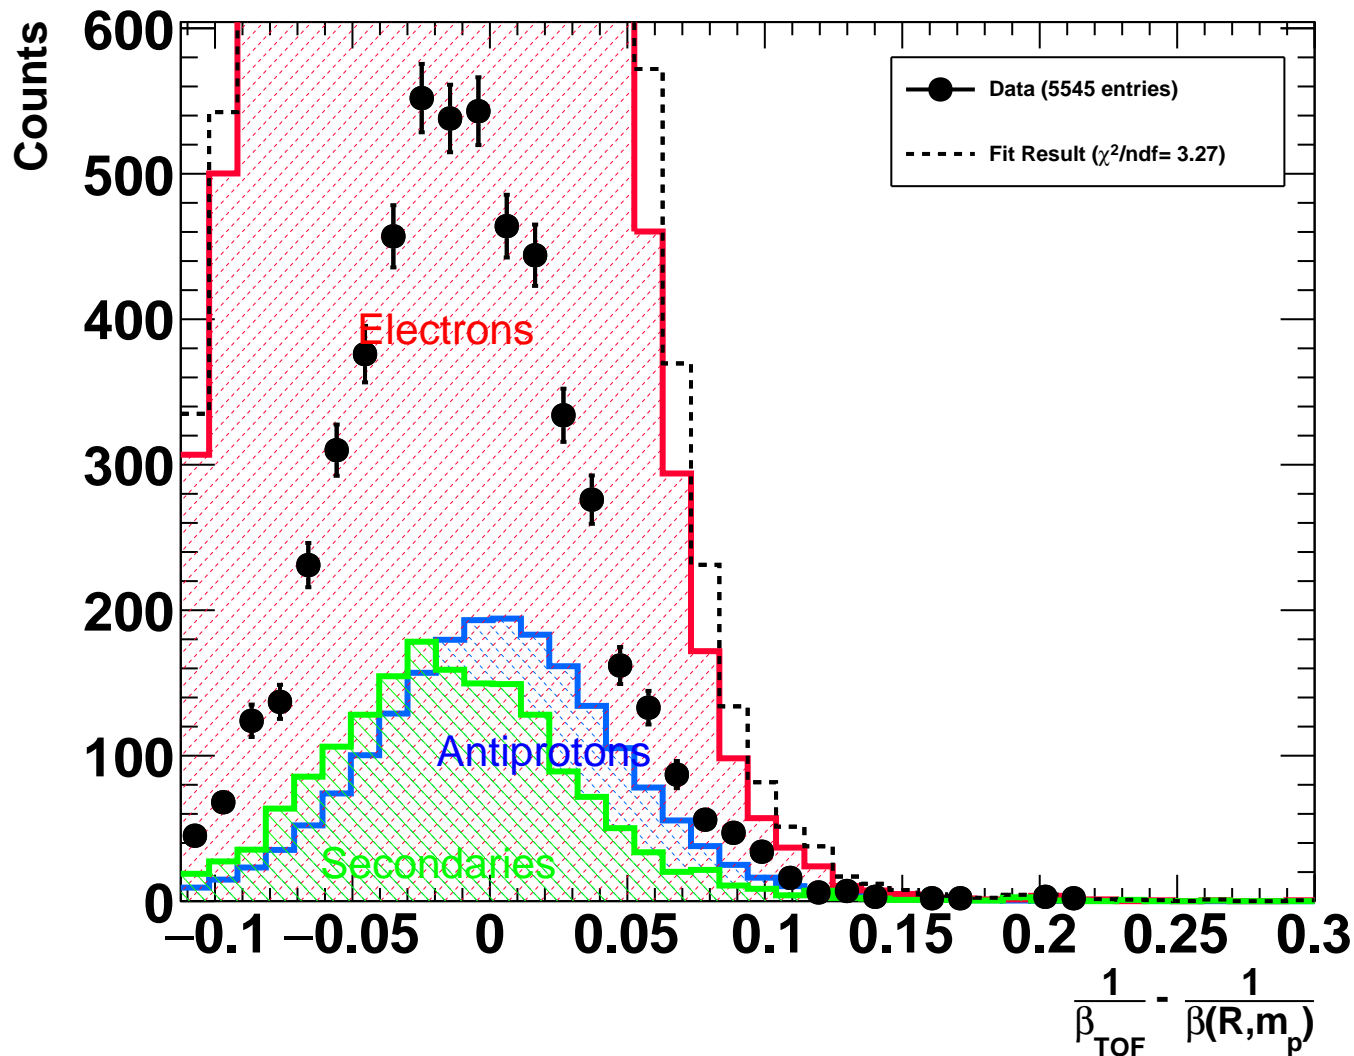 Counts
600
500
400
300
200
100
0
Data (5545 entries)
Fit Result (χ²/ndf= 3.27)
Electrons
Antiprotons
Secondaries
−0.1 −0.05 0 0.05 0.1 0.15 0.2 0.25 0.3
1/β_TOF - 1/β(R,m_p)